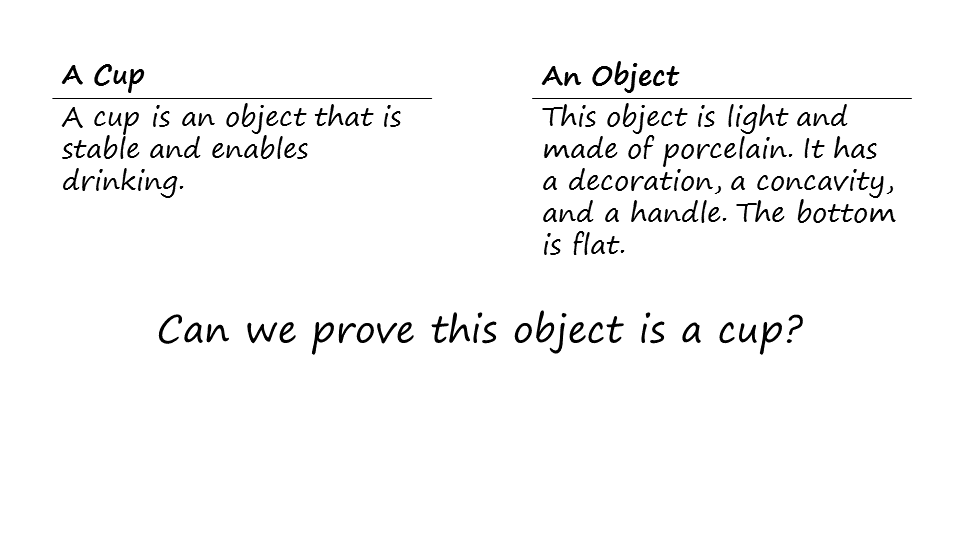 A Cup
A cup is an object that is
stable and enables
drinking.
An Object
This object is light and
made of porcelain. It has
a decoration, a concavity,
and a handle. The bottom
is flat.
Can we prove this object is a cup?